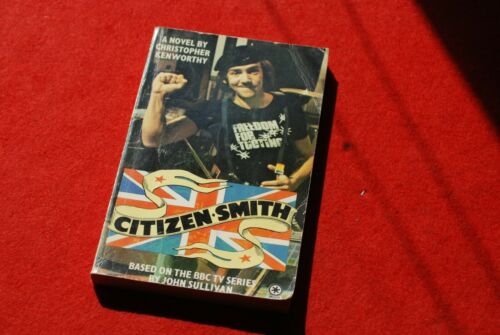 A NOVEL BY
CHRISTOPHER
KENWORTHY
FREEDOM
FOR
TOOTING
CITIZEN·SMITH
BASED ON THE BBC TV SERIES
BY JOHN SULLIVAN